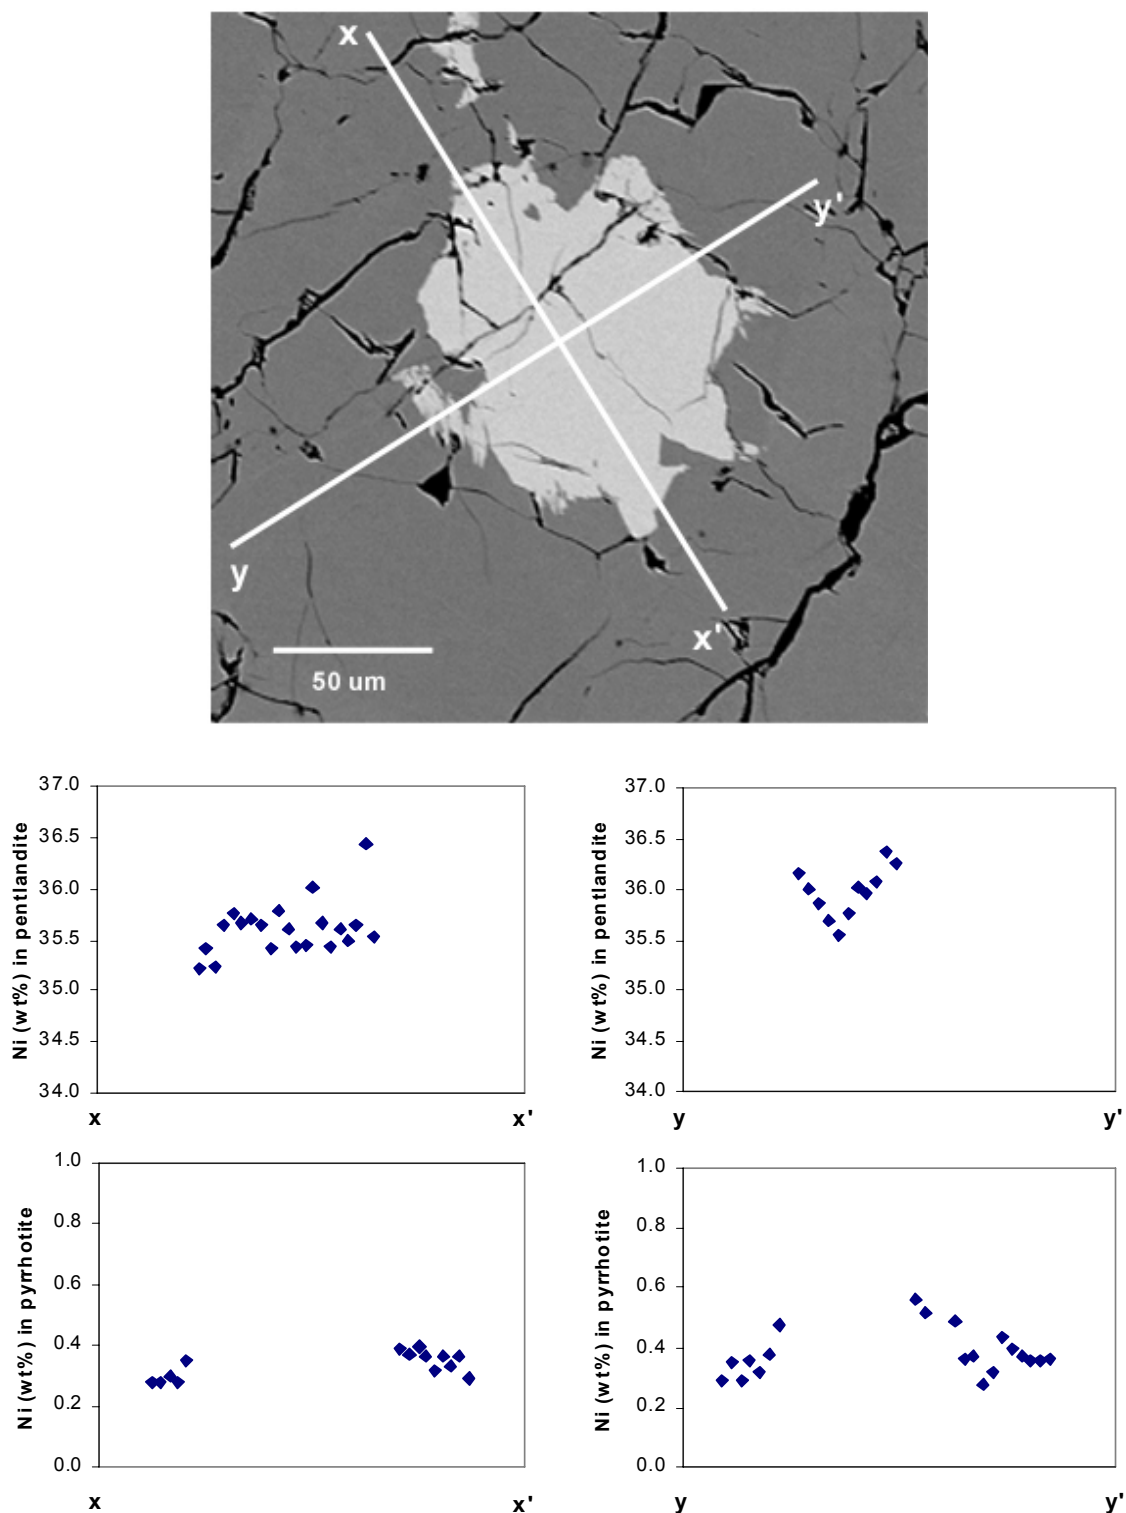 x
y'
y
x'
50 um
37.0
36.5
36.0
35.5
35.0
34.5
34.0
Ni (wt%) in pentlandite
x
x'
37.0
36.5
36.0
35.5
35.0
34.5
34.0
Ni (wt%) in pentlandite
y
y'
1.0
0.8
0.6
0.4
0.2
0.0
Ni (wt%) in pyrrhotite
x
x'
1.0
0.8
0.6
0.4
0.2
0.0
Ni (wt%) in pyrrhotite
y
y'